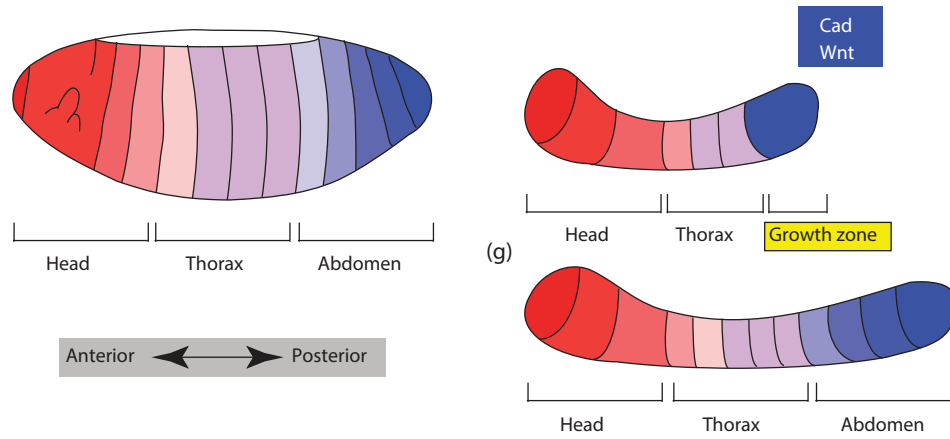 Head
Thorax
Abdomen
Anterior
Posterior
Cad
Wnt
Head
Thorax
Growth zone
(g)
Head
Thorax
Abdomen